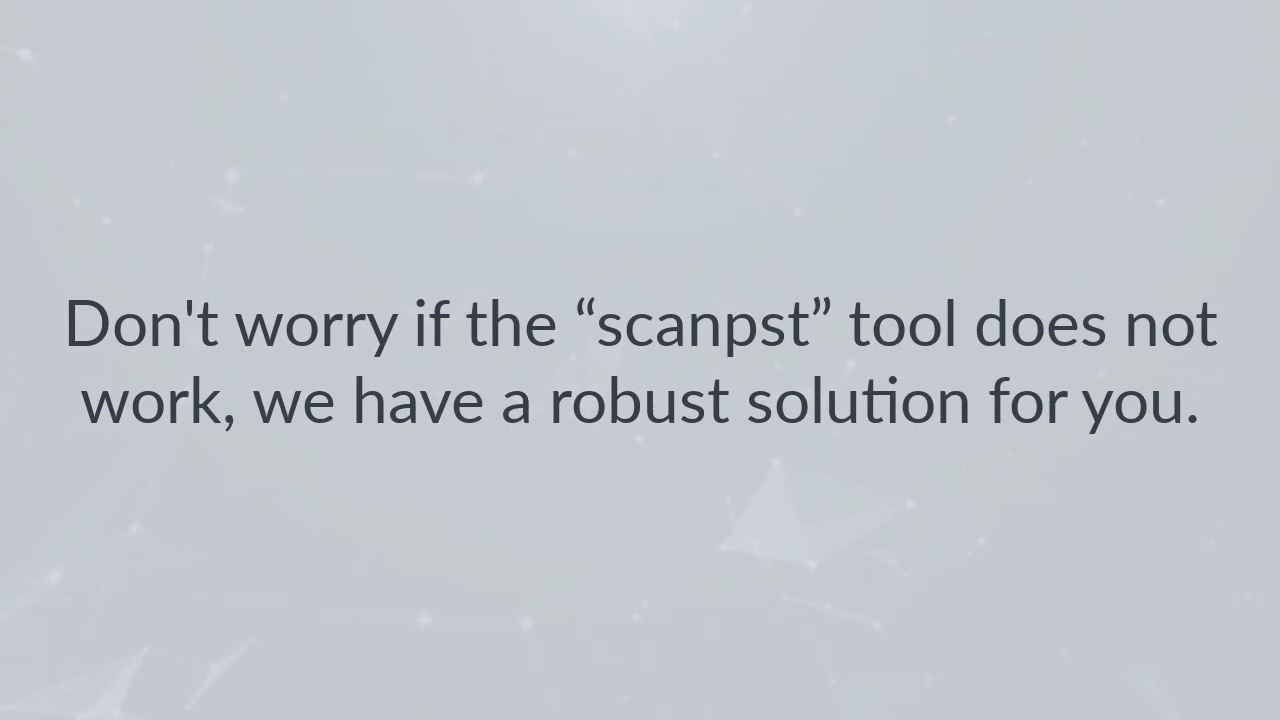 Don't worry if the “scanpst” tool does not
work, we have a robust solution for you.